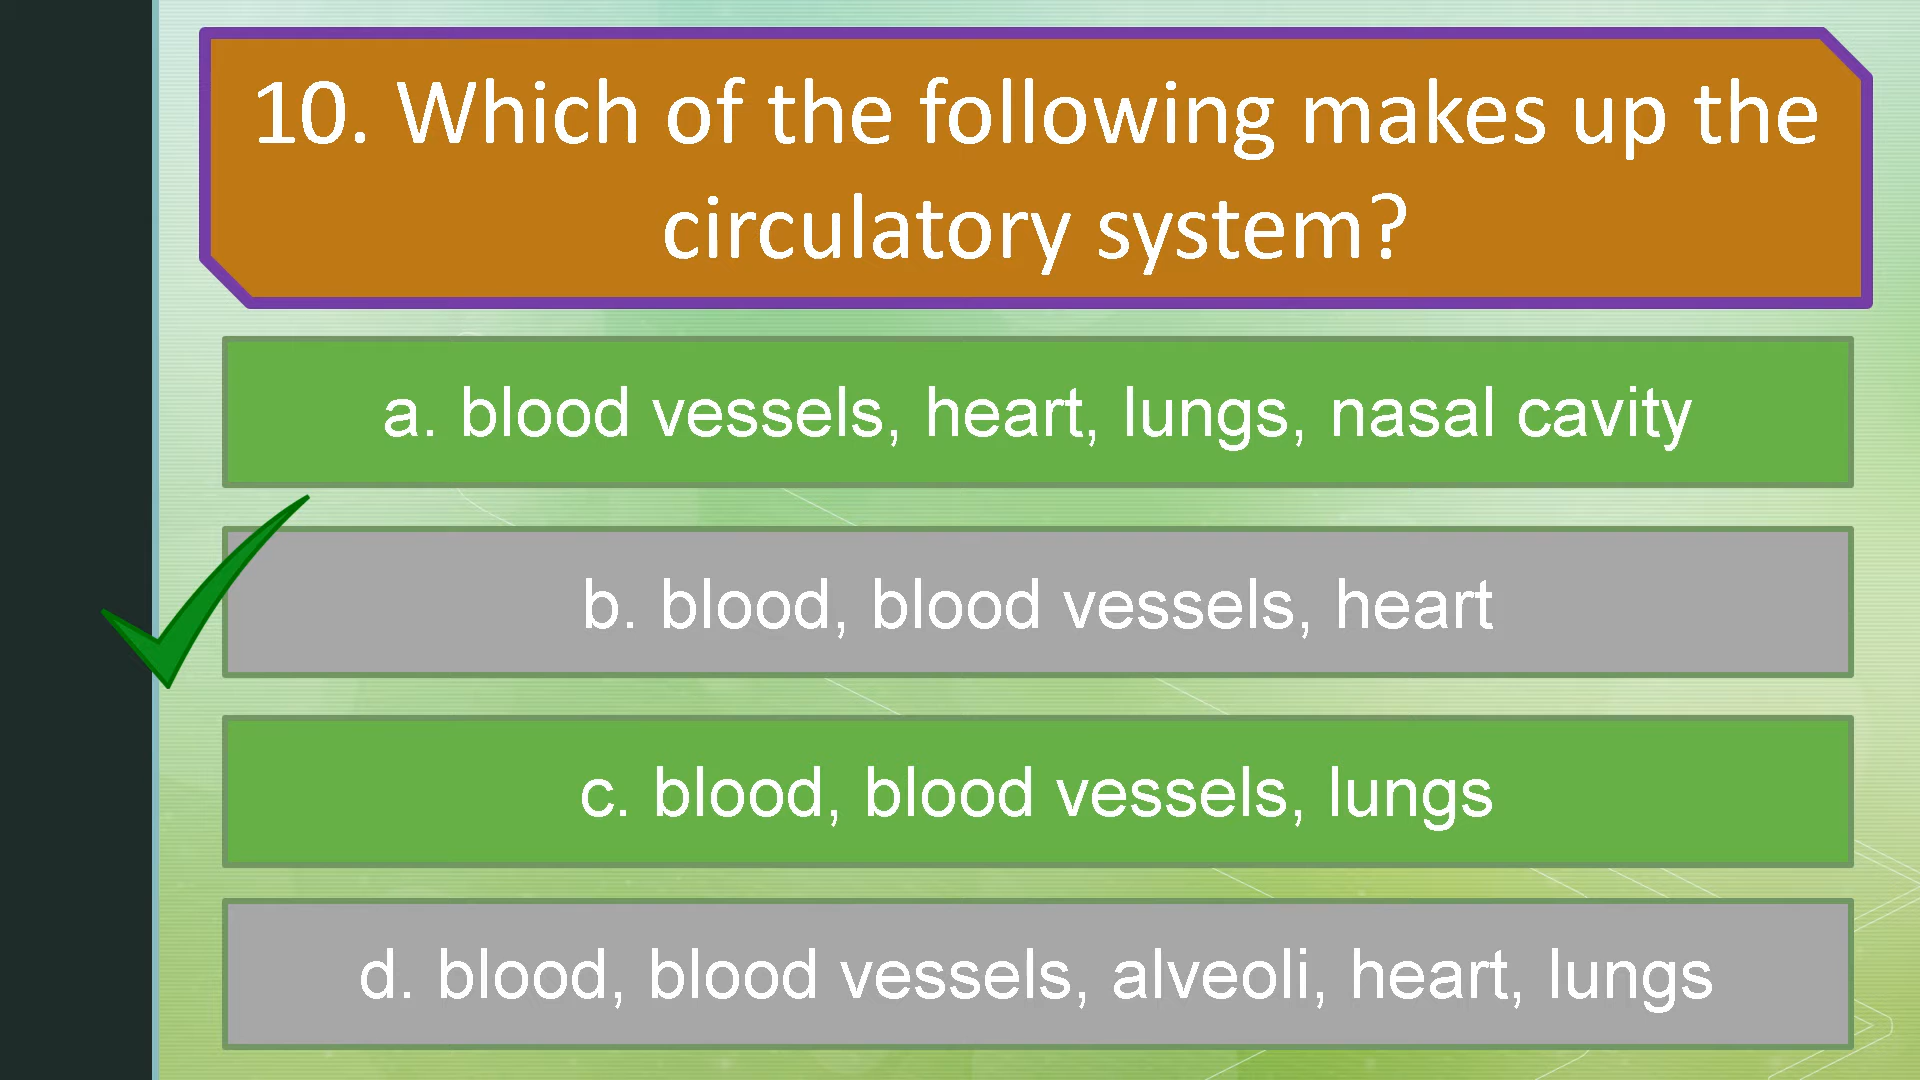 10. Which of the following makes up the
circulatory system?
a. blood vessels, heart, lungs, nasal cavity
b. blood, blood vessels, heart
c. blood, blood vessels, lungs
d. blood, blood vessels, alveoli, heart, lungs